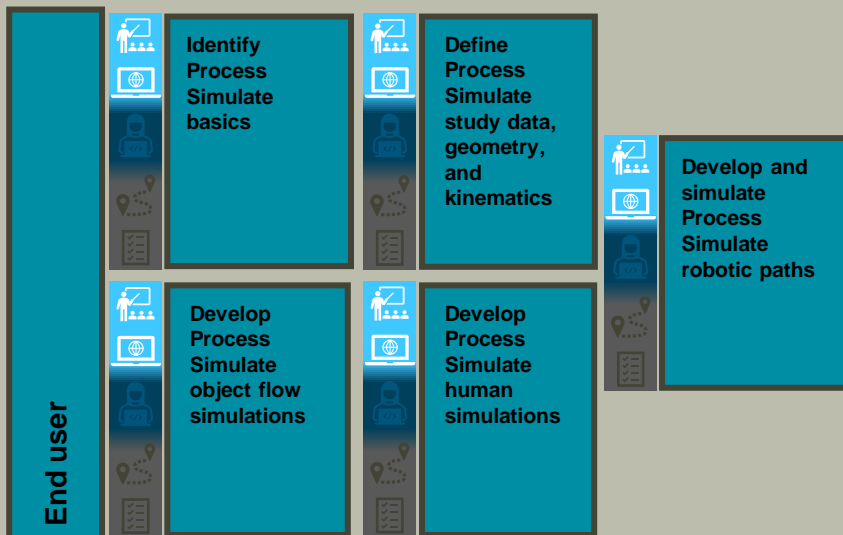 Identify
Process
Simulate
basics
Define
Process
Simulate
study data,
geometry,
and
kinematics
Develop and
simulate
Process
Simulate
robotic paths
Develop
Process
Simulate
object flow
simulations
Develop
Process
Simulate
human
simulations
End user